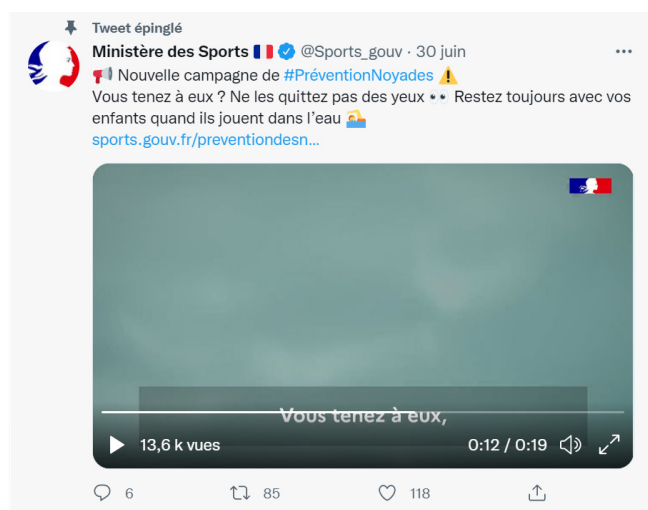 Tweet épinglé
Ministère des Sports @Sports_gouv · 30 juin
Nouvelle campagne de #PréventionNoyades
Vous tenez à eux ? Ne les quittez pas des yeux 👀 Restez toujours avec vos
enfants quand ils jouent dans l'eau
sports.gouv.fr/preventiondesn...
Vous tenez à eux,
13,6 k vues
0:12 / 0:19
6
85
118